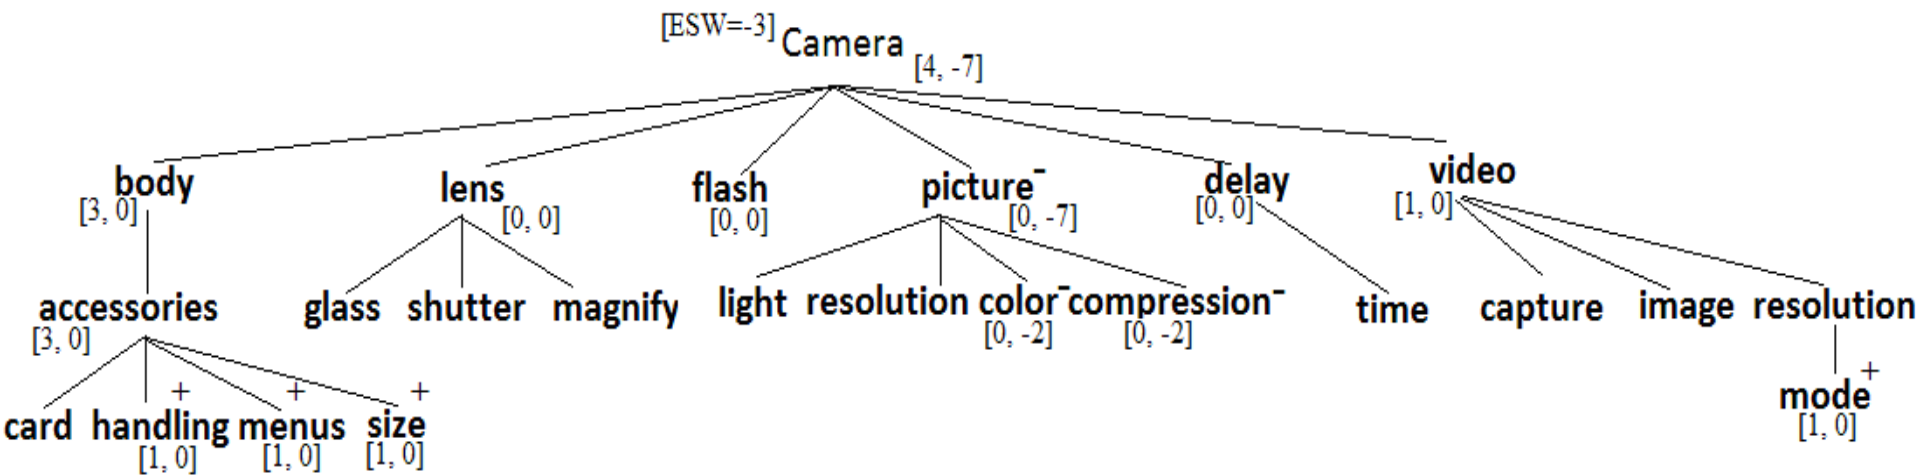 [ESW=-3] Camera [4, -7]
body lens flash picture - delay video
[3, 0] [0, 0] [0, 0] [0, -7] [0, 0] [1, 0]
accessories glass shutter magnify light resolution color - compression - time capture image resolution
[3, 0] [0, -2] [0, -2]
+ + + +
card handling menus size mode
[1, 0] [1, 0] [1, 0] [1, 0]